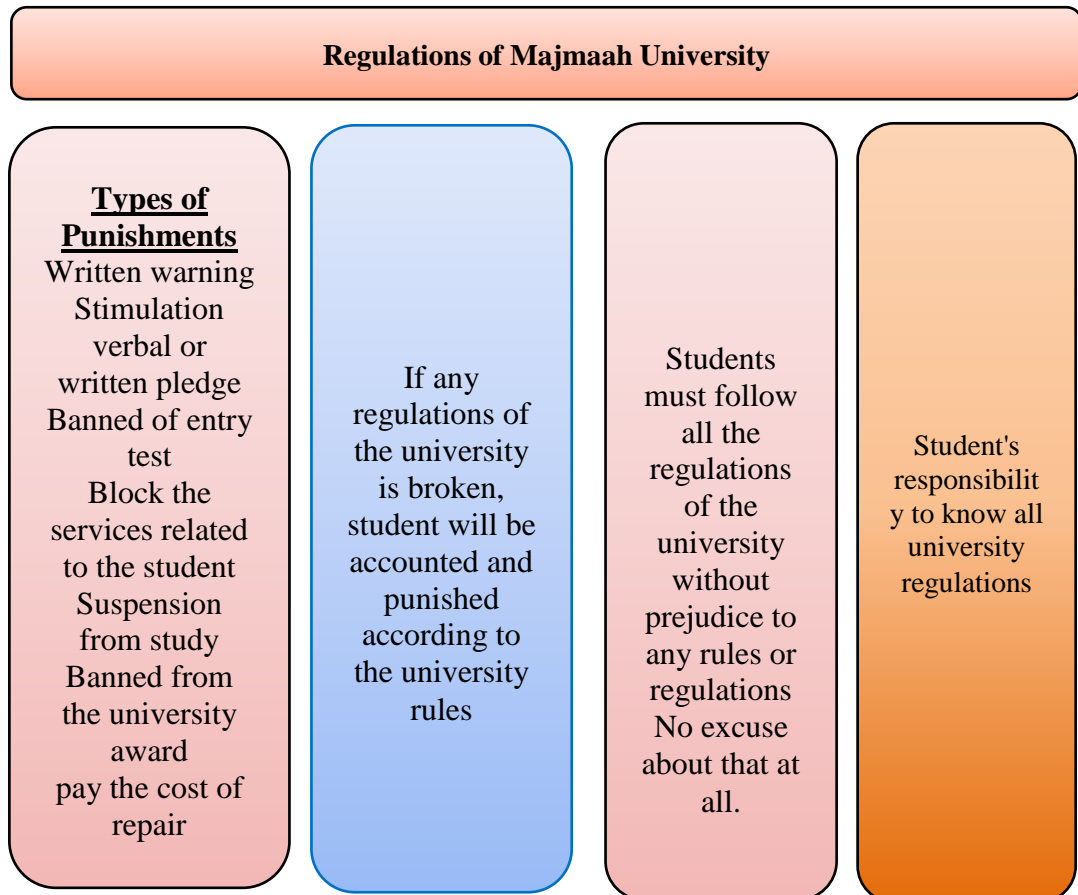 Regulations of Majmaah University
Types of
Punishments
Written warning
Stimulation
verbal or
written pledge
Banned of entry
test
Block the
services related
to the student
Suspension
from study
Banned from
the university
award
pay the cost of
repair
If any
regulations of
the university
is broken,
student will be
accounted and
punished
according to
the university
rules
Students
must follow
all the
regulations
of the
university
without
prejudice to
any rules or
regulations
No excuse
about that at
all.
Student's
responsibilit
y to know all
university
regulations